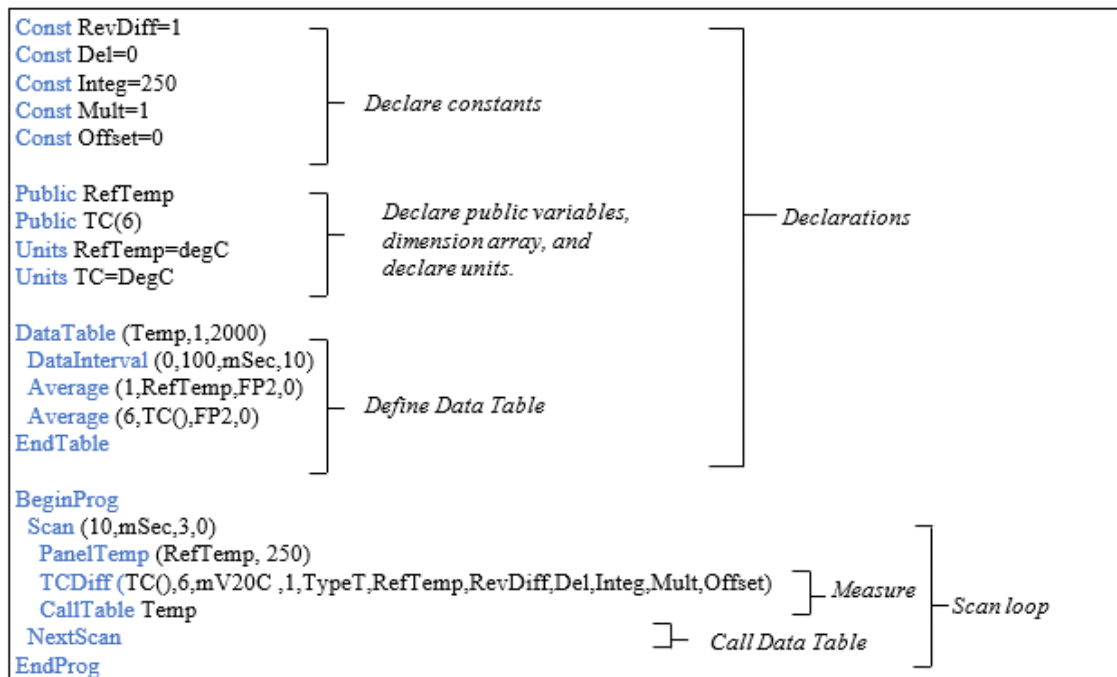 Const RevDiff=1
Const Del=0
Const Integ=250
Const Mult=1
Const Offset=0
Declare constants
Public RefTemp
Public TC(6)
Units RefTemp=degC
Units TC=DegC
Declare public variables,
dimension array, and
declare units.
Declarations
DataTable (Temp,1,2000)
DataInterval (0,100,mSec,10)
Average (1,RefTemp,FP2,0)
Average (6,TC(),FP2,0)
EndTable
Define Data Table
BeginProg
Scan (10,mSec,3,0)
PanelTemp (RefTemp, 250)
TCDiff (TC(),6,mV20C ,1,TypeT,RefTemp,RevDiff,Del,Integ,Mult,Offset)
Measure
CallTable Temp
Scan loop
NextScan
Call Data Table
EndProg